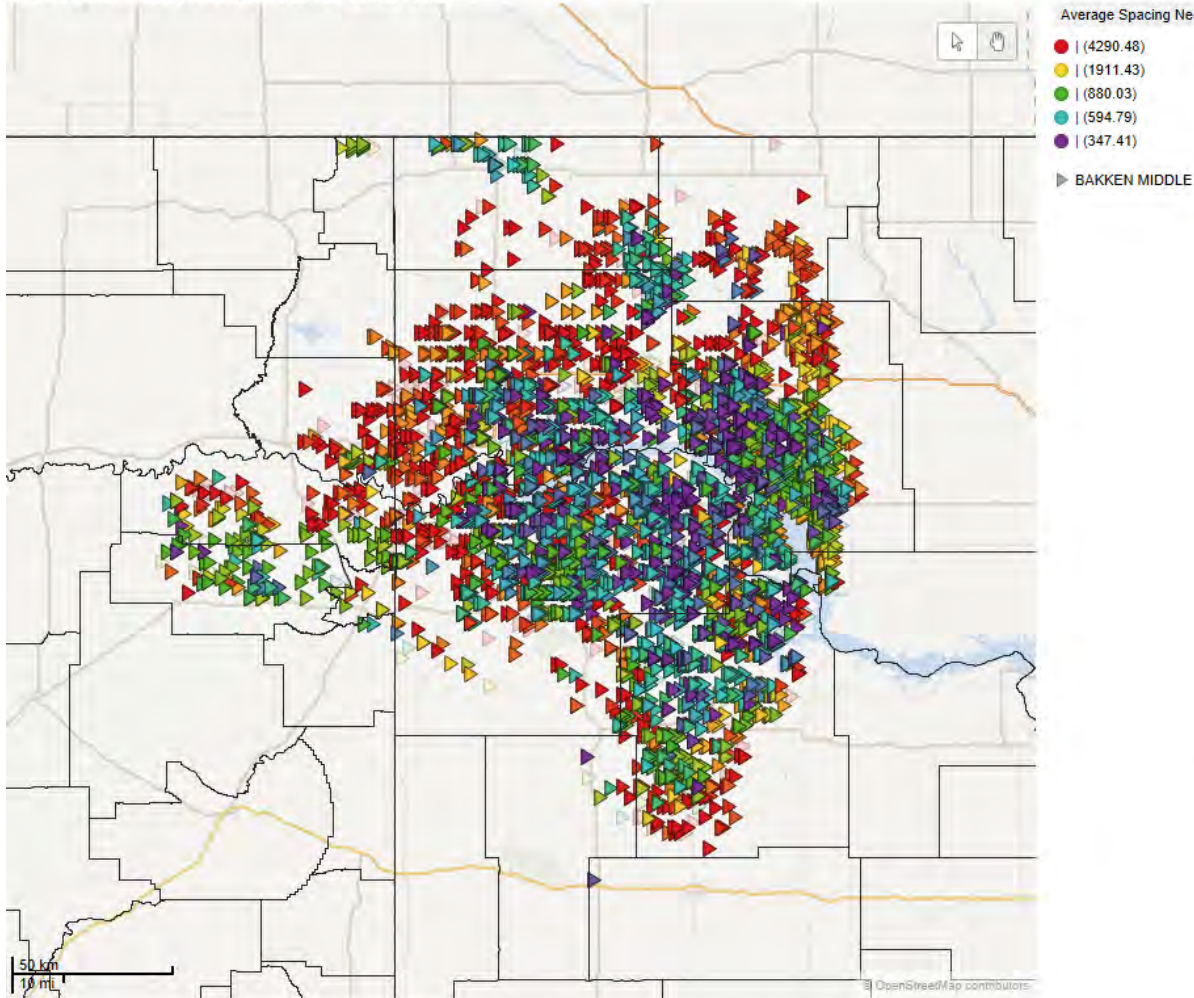 Average Spacing Ne
| (4290.48)
| (1911.43)
| (880.03)
| (594.79)
| (347.41)
BAKKEN MIDDLE
50 km
10 mi
© OpenStreetMap contributors